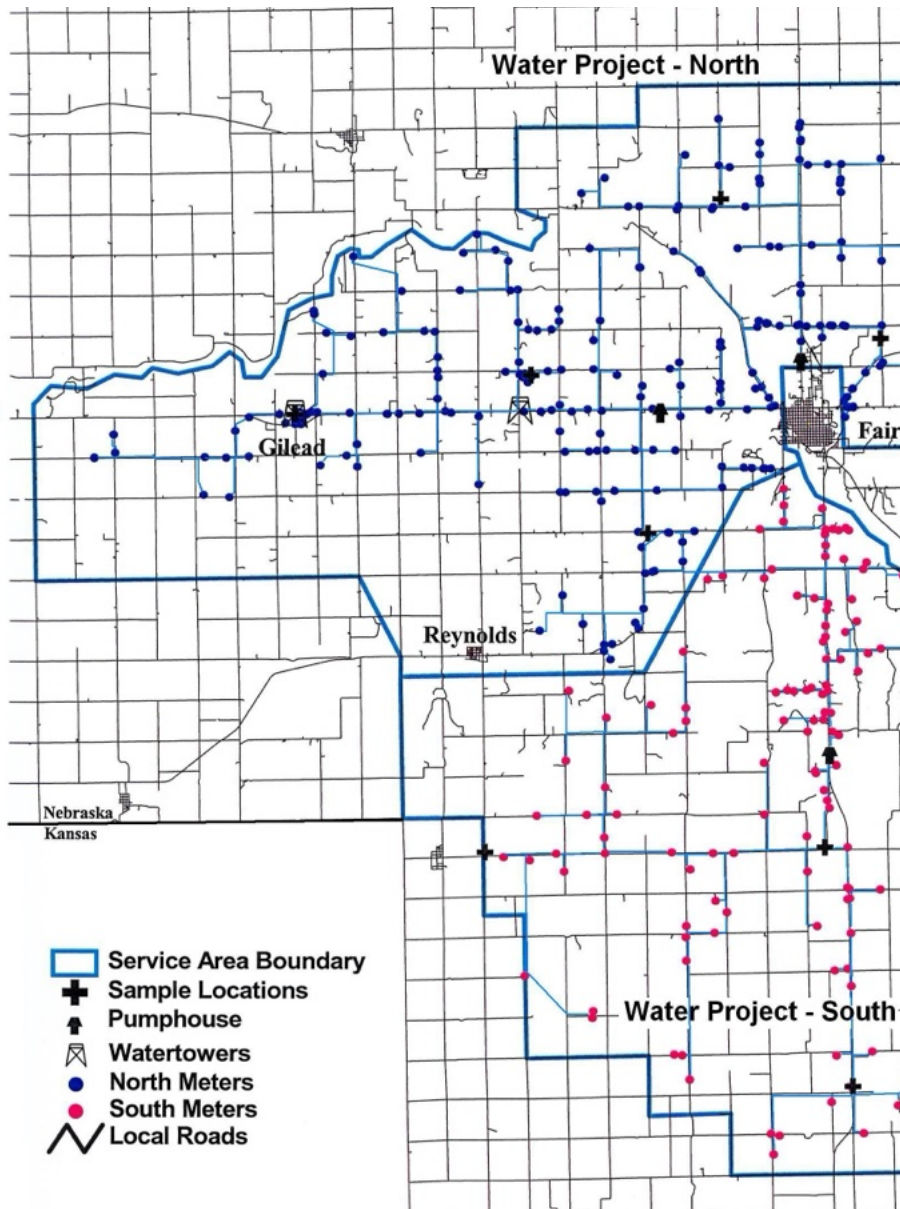 Water Project - North
Gilead
Fair
Reynolds
Nebraska
Kansas
Service Area Boundary
Sample Locations
Pumphouse
Watertowers
North Meters
South Meters
Local Roads
Water Project - South